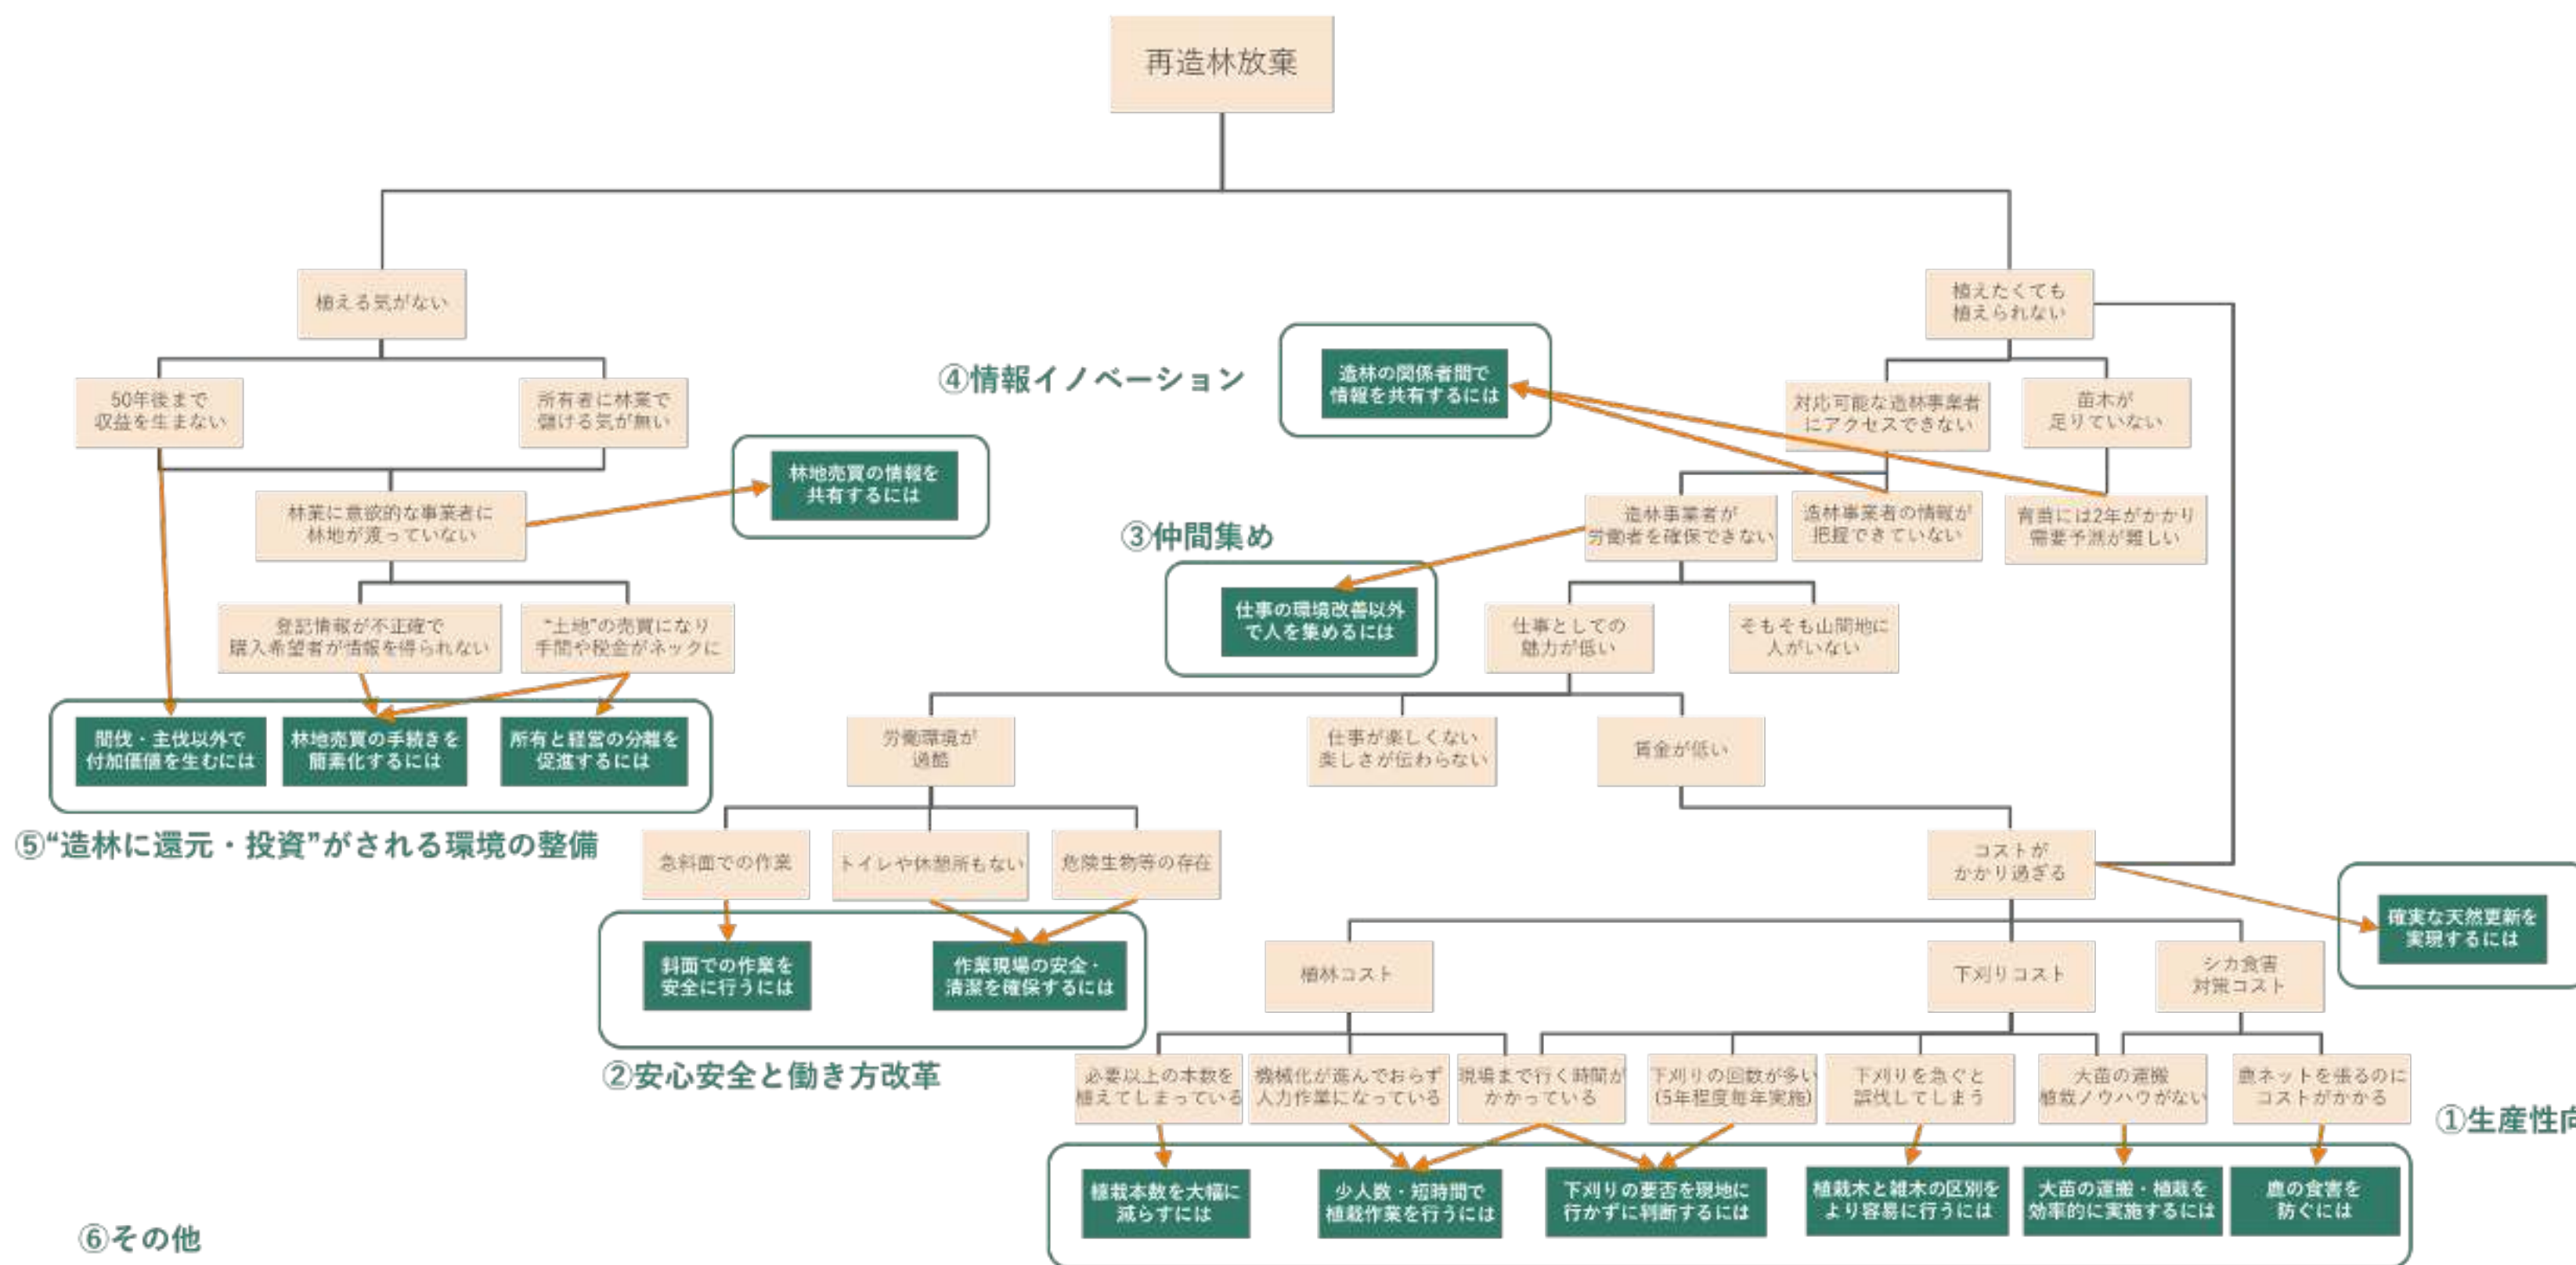 再造林放棄
植える気がない
植えたくても
植えられない
50年後まで
収益を生まない
所有者に林業で
儲ける気が無い
④情報イノベーション
造林の関係者間で
情報を共有するには
対応可能な造林事業者
にアクセスできない
苗木が
足りていない
林地売買の情報を
共有するには
林業に意欲的な事業者に
林地が渡っていない
③仲間集め
造林事業者が
労働者を確保できない
造林事業者の情報が
把握できていない
育苗には2年がかかり
需要予測が難しい
登記情報が不正確で
購入希望者が情報を得られない
“土地”の売買になり
手間や税金がネックに
仕事の環境改善以外
で人を集めるには
仕事としての
魅力が低い
そもそも山間地に
人がいない
間伐・主伐以外で
付加価値を生むには
林地売買の手続きを
簡素化するには
所有と経営の分離を
促進するには
労働環境が
過酷
仕事が楽しくない
楽しさが伝わらない
賃金が低い
⑤“造林に還元・投資”がされる環境の整備
急斜面での作業
トイレや休憩所もない
危険生物等の存在
コストが
かかり過ぎる
確実な天然更新を
実現するには
斜面での作業を
安全に行うには
作業現場の安全・
清潔を確保するには
植林コスト
下刈りコスト
シカ食害
対策コスト
②安心安全と働き方改革
必要以上の本数を
植えてしまっている
機械化が進んでおらず
人力作業になっている
現場まで行く時間が
かかっている
下刈りの回数が多い
(5年程度毎年実施)
下刈りを急ぐと
誤伐してしまう
大苗の運搬
植栽ノウハウがない
鹿ネットを張るのに
コストがかかる
①生産性向
植栽本数を大幅に
減らすには
少人数・短時間で
植栽作業を行うには
下刈りの要否を現地に
行かずに判断するには
植栽木と雑木の区別を
より容易に行うには
大苗の運搬・植栽を
効率的に実施するには
鹿の食害を
防ぐには
⑥その他